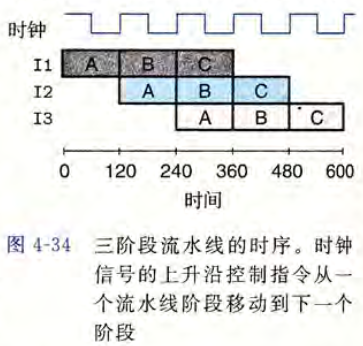 时钟
I1 A B C
I2 A B C
I3 A B C
0 120 240 360 480 600
时间
图 4-34 三阶段流水线的时序。时钟
信号的上升沿控制指令从一
个流水线阶段移动到下一个
阶段